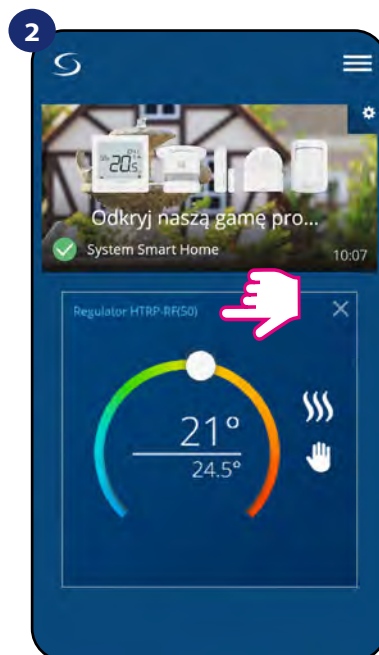 2
Odkryj naszą gamę pro...
System Smart Home
10:07
Regulator HTRP-RF(50)
21°
24.5°